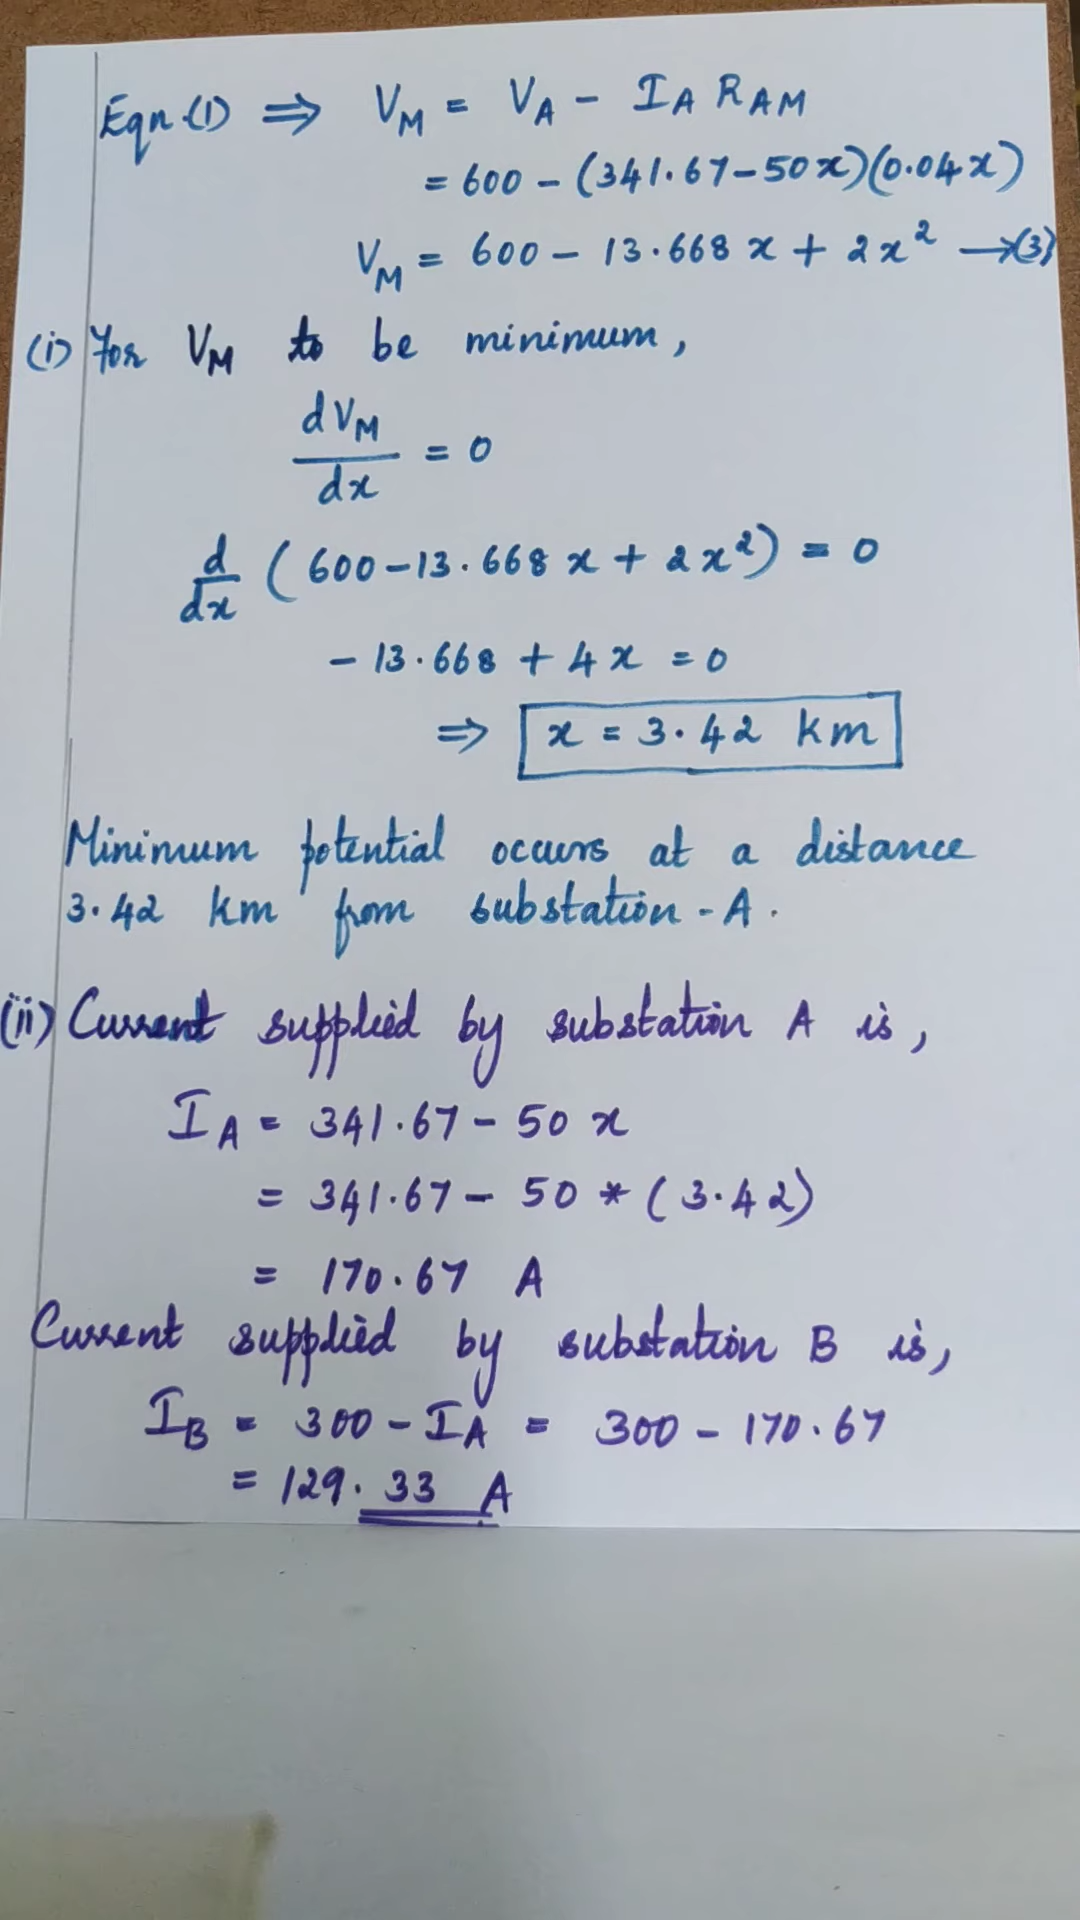 Eqn.(1) ⇒ V_M = V_A - I_A R_AM
= 600 - (341.67 - 50x)(0.04x)
V_M = 600 - 13.668 x + 2x² → (3)
(i) For V_M to be minimum,
dV_M/dx = 0
d/dx (600 - 13.668 x + 2x²) = 0
- 13.668 + 4x = 0
⇒ x = 3.42 km
Minimum potential occurs at a distance
3.42 km from substation - A.
(ii) Current supplied by substation A is,
I_A = 341.67 - 50 x
= 341.67 - 50 * (3.42)
= 170.67 A
Current supplied by substation B is,
I_B = 300 - I_A = 300 - 170.67
= 129.33 A